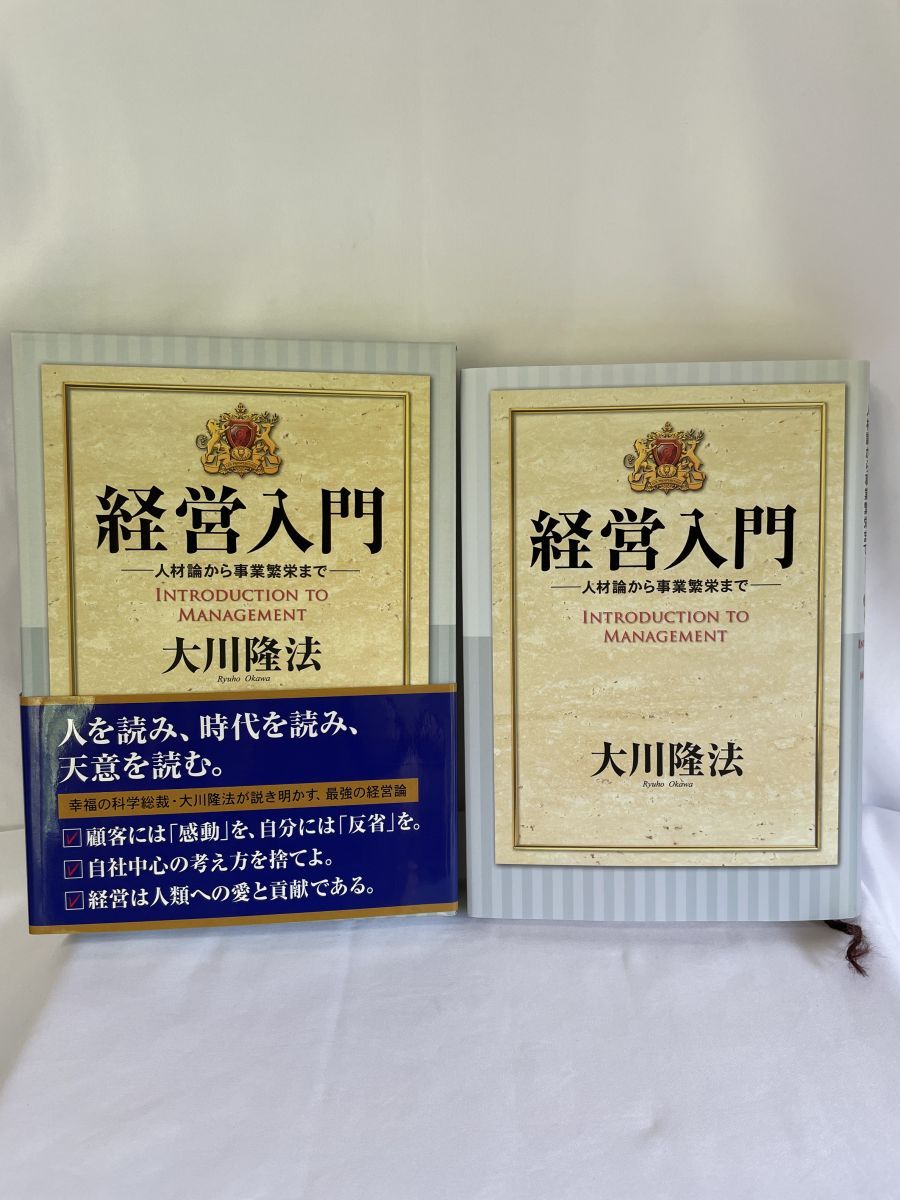 経営入門
人材論から事業繁栄まで
INTRODUCTION TO
MANAGEMENT
大川隆法
Ryuho Okawa
人を読み、時代を読み、
天意を読む。
幸福の科学総裁・大川隆法が説き明かす、最強の経営論
顧客には「感動」を、自分には「反省」を。
自社中心の考え方を捨てよ。
経営は人類への愛と貢献である。
経営入門
人材論から事業繁栄まで
INTRODUCTION TO
MANAGEMENT
大川隆法
Ryuho Okawa